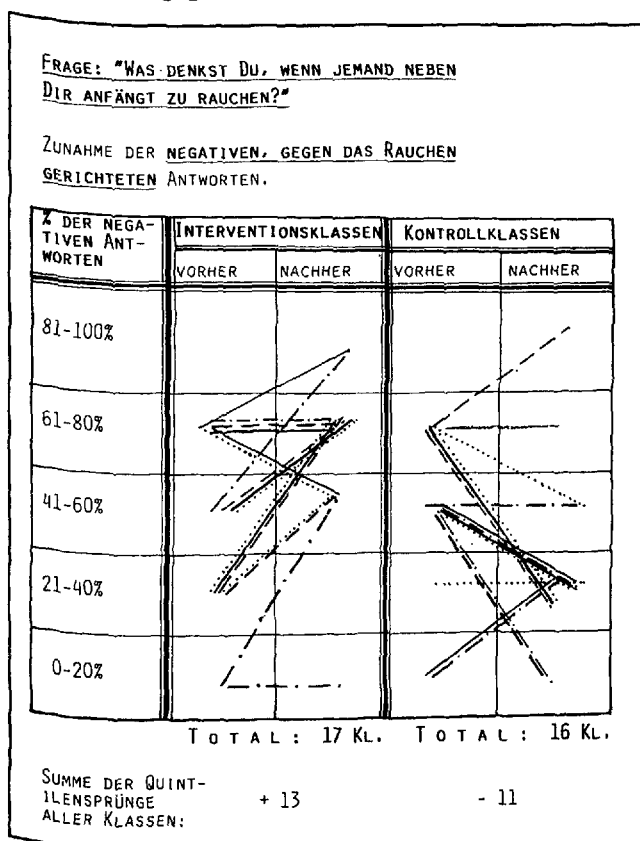 FRAGE: "WAS DENKST DU, WENN JEMAND NEBEN
DIR ANFÄNGT ZU RAUCHEN?"
ZUNAHME DER NEGATIVEN, GEGEN DAS RAUCHEN
GERICHTETEN ANTWORTEN.
% DER NEGA-
TIVEN ANT-
WORTEN
INTERVENTIONSKLASSEN
KONTROLLKLASSEN
VORHER
NACHHER
VORHER
NACHHER
81-100%
61-80%
41-60%
21-40%
0-20%
TOTAL: 17 KL.
TOTAL: 16 KL.
SUMME DER QUINT-
ILENSPRÜNGE
ALLER KLASSEN:
+ 13
- 11